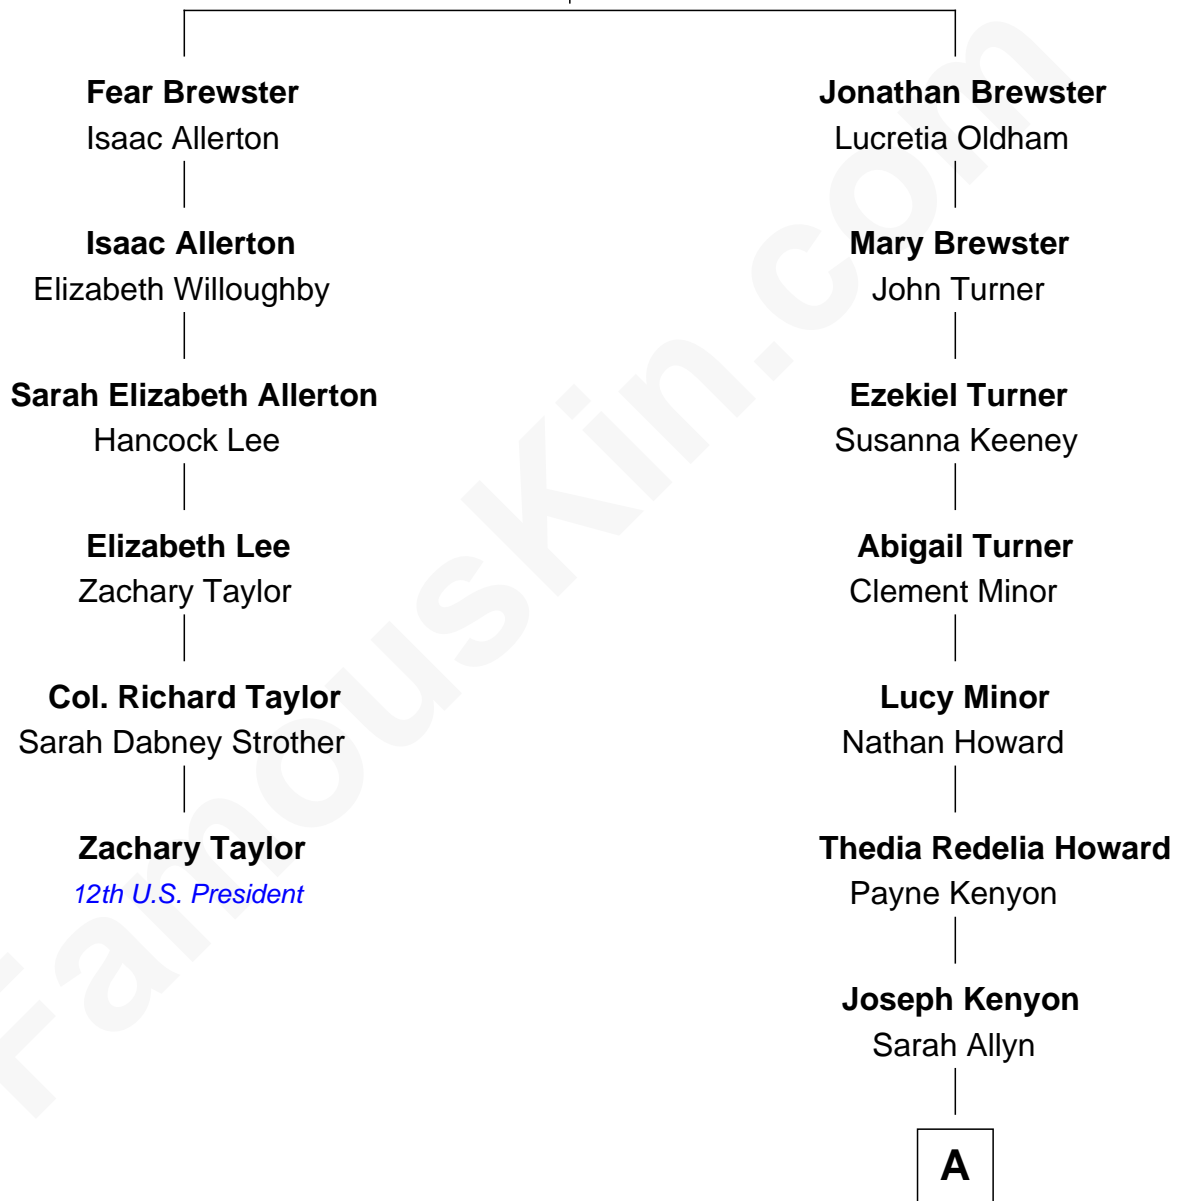 Fear Brewster
Isaac Allerton
Isaac Allerton
Elizabeth Willoughby
Sarah Elizabeth Allerton
Hancock Lee
Elizabeth Lee
Zachary Taylor
Col. Richard Taylor
Sarah Dabney Strother
Zachary Taylor
12th U.S. President
Jonathan Brewster
Lucretia Oldham
Mary Brewster
John Turner
Ezekiel Turner
Susanna Keeney
Abigail Turner
Clement Minor
Lucy Minor
Nathan Howard
Thedia Redelia Howard
Payne Kenyon
Joseph Kenyon
Sarah Allyn
A
FamousKin.com